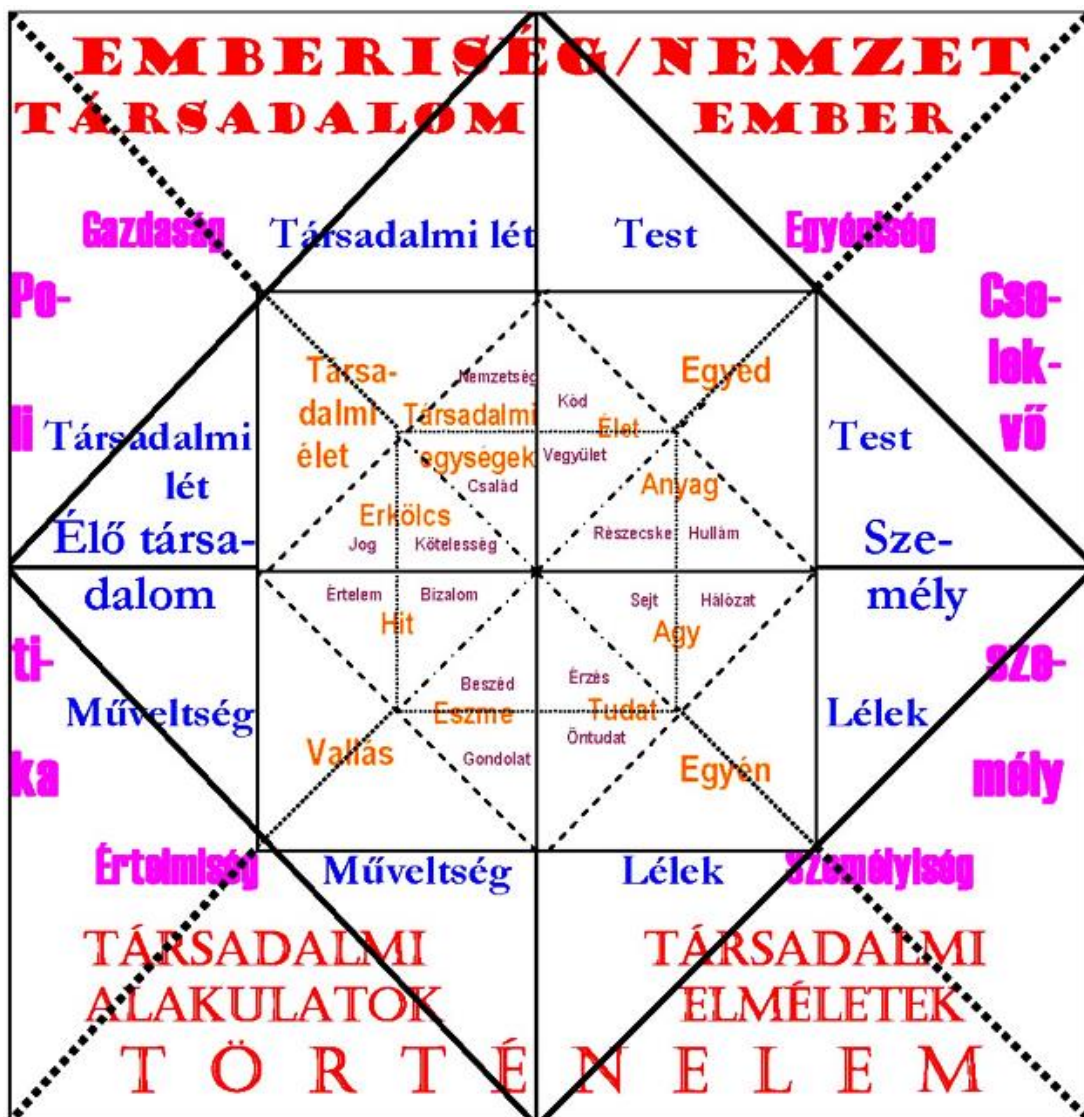 EMBERISÉG/NEMZET
TÁRSADALOM EMBER
Gazdaság Társadalmi lét Test Egyéniség
Po-
li
ti-
ka
Cse-
lek-
vő
sze-
mély
Társadalmi
lét
Élő társa-
dalom
Műveltség
Társa-
dalmi
élet
Nemzetség
Társadalmi
egységek
Család
Erkölcs
Jog Kötelesség
Kód
Élet
Vegyület
Egyed
Anyag
Részecske Hullám
Test
Sze-
mély
Lélek
Értelem Bizalom
Hit
Beszéd
Eszme
Gondolat
Vallás
Sejt Hálózat
Agy
Érzés
Tudat
Öntudat
Egyén
Értelmiség Műveltség Lélek Személyiség
TÁRSADALMI
ALAKULATOK
TÁRSADALMI
ELMÉLETEK
TÖRTÉNELEM